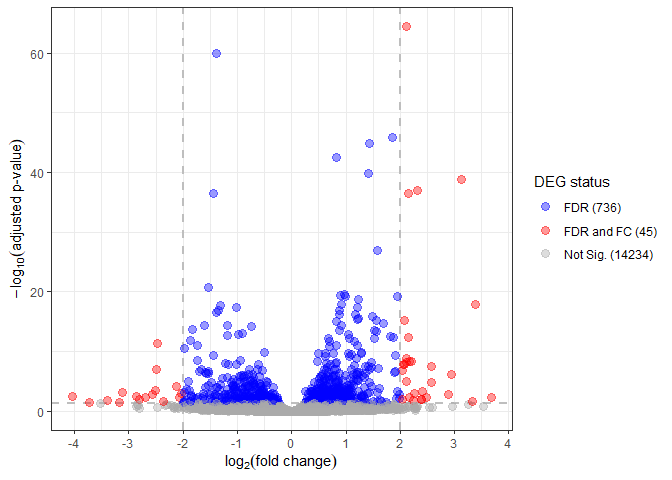 60
40
20
0
−log10(adjusted p-value)
-4 -3 -2 -1 0 1 2 3 4
log2(fold change)
DEG status
FDR (736)
FDR and FC (45)
Not Sig. (14234)